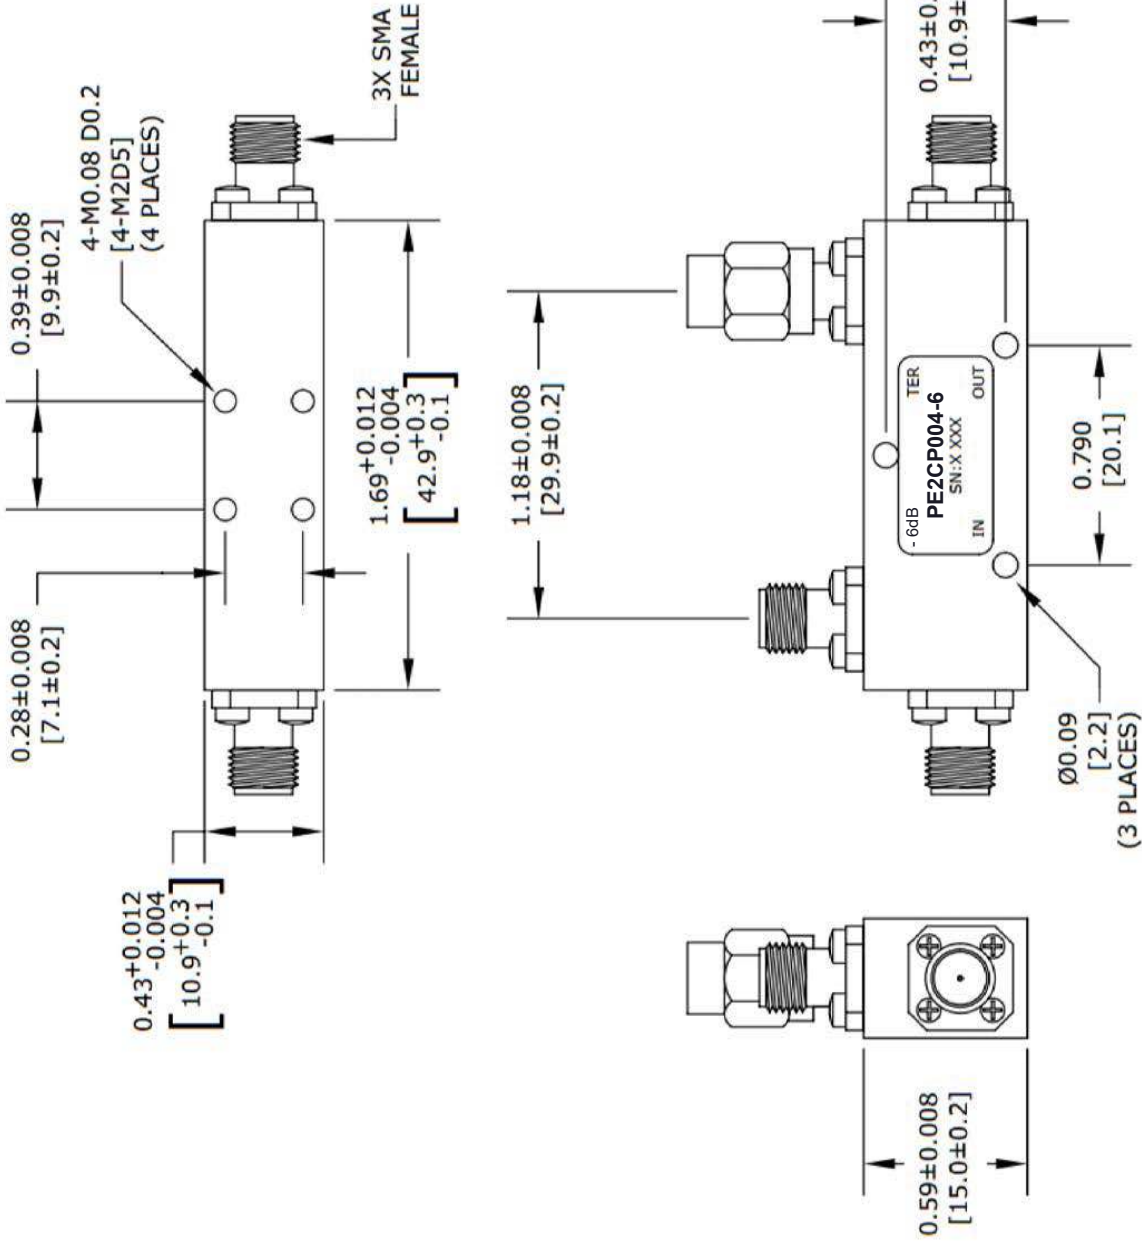 0.28±0.008
[7.1±0.2]
0.39±0.008
[9.9±0.2]
4-M0.08 D0.2
[4-M2D5]
(4 PLACES)
3X SMA
FEMALE
0.43+0.012
-0.004
[10.9+0.3
-0.1]
1.69+0.012
-0.004
[42.9+0.3
-0.1]
1.18±0.008
[29.9±0.2]
0.43±0.
[10.9±
- 6dB
TER
PE2CP004-6
SN:X XXX
IN
OUT
0.59±0.008
[15.0±0.2]
Ø0.09
[2.2]
(3 PLACES)
0.790
[20.1]